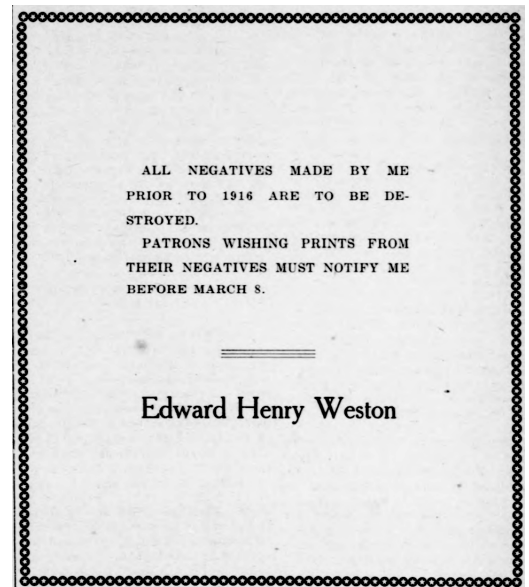 ALL NEGATIVES MADE BY ME
PRIOR TO 1916 ARE TO BE DE-
STROYED.
PATRONS WISHING PRINTS FROM
THEIR NEGATIVES MUST NOTIFY ME
BEFORE MARCH 8.
Edward Henry Weston